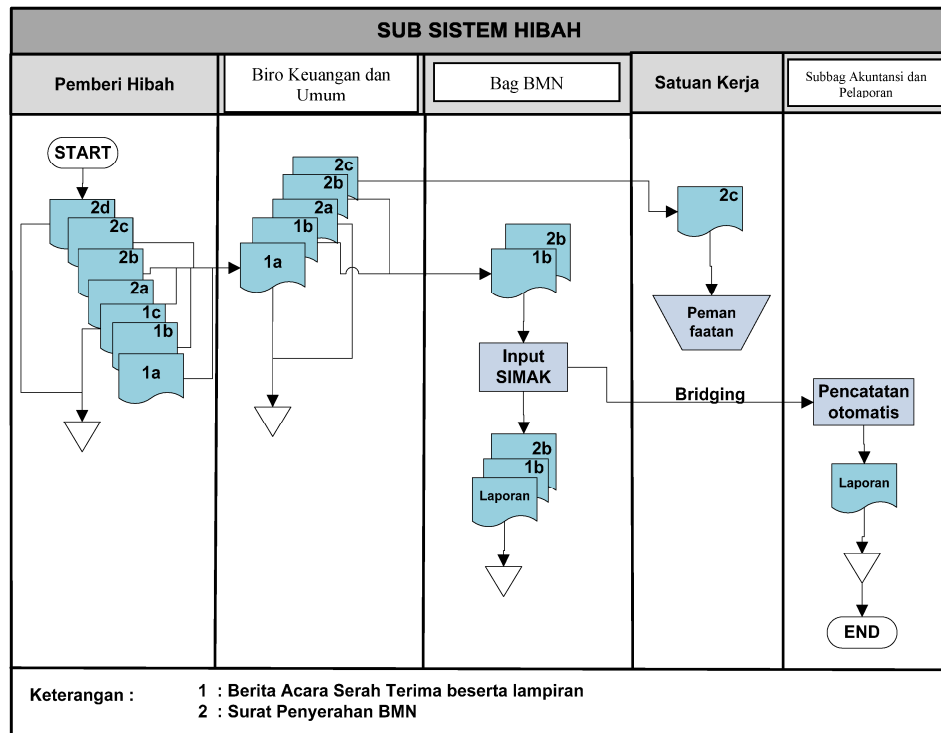 SUB SISTEM HIBAH
Pemberi Hibah
Biro Keuangan dan
Umum
Bag BMN
Satuan Kerja
Subbag Akuntansi dan
Pelaporan
START
2d
2c
2b
2a
1c
1b
1a
2c
2b
2a
1b
1a
2b
1b
Input
SIMAK
2b
1b
Laporan
2c
Peman
faatan
Bridging
Pencatatan
otomatis
Laporan
END
Keterangan :
1 : Berita Acara Serah Terima beserta lampiran
2 : Surat Penyerahan BMN